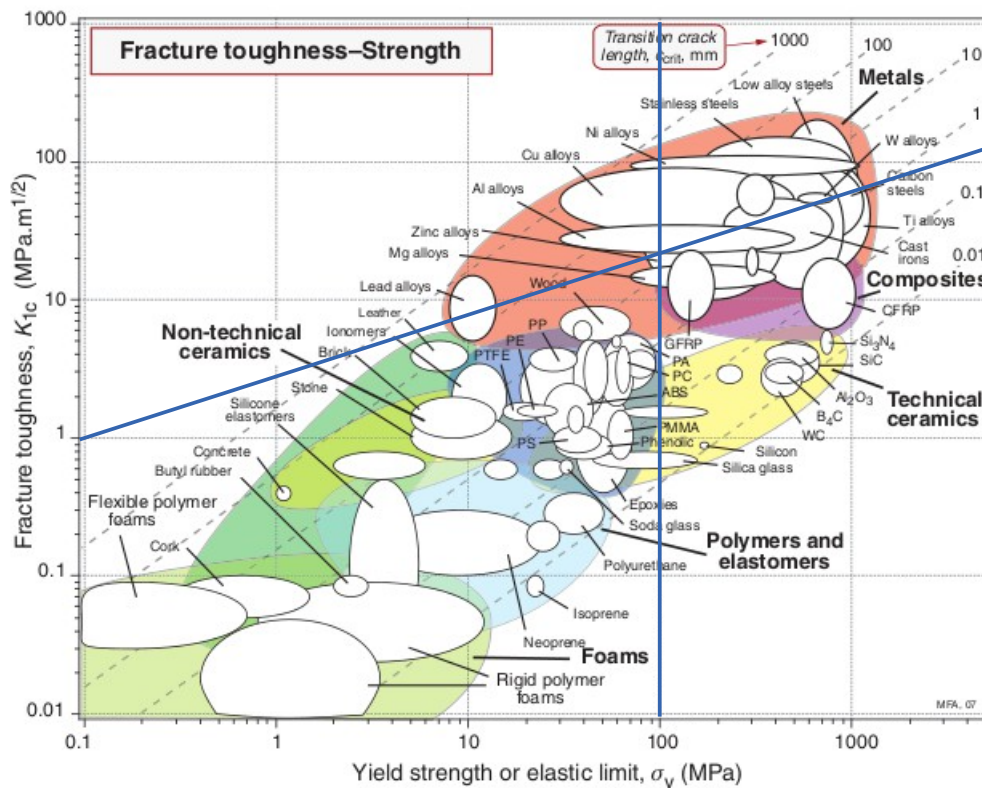 Fracture toughness–Strength
Transition crack
length, ccrit, mm
1000
100
10
1
0.1
0.01
Fracture toughness, K1c (MPa.m1/2)
1000
100
10
1
0.1
0.01
Low alloy steels
Metals
Stainless steels
Ni alloys
W alloys
Cu alloys
Carbon
steels
Al alloys
Ti alloys
Zinc alloys
Cast
irons
Mg alloys
Composites
Lead alloys
Wood
CFRP
Leather
Non-technical
ceramics
Ionomers
PP
PE
GFRP
Brick
PTFE
PA
Si3N4
PC
SiC
Stone
ABS
Al2O3
Technical
ceramics
Silicone
elastomers
B4C
PMMA
WC
PS
Phenolic
Silicon
Concrete
Silica glass
Butyl rubber
Flexible polymer
foams
Epoxies
Soda glass
Cork
Polymers and
elastomers
Polyurethane
Isoprene
Neoprene
Foams
Rigid polymer
foams
MFA, 07
0.1
1
10
100
1000
Yield strength or elastic limit, σy (MPa)